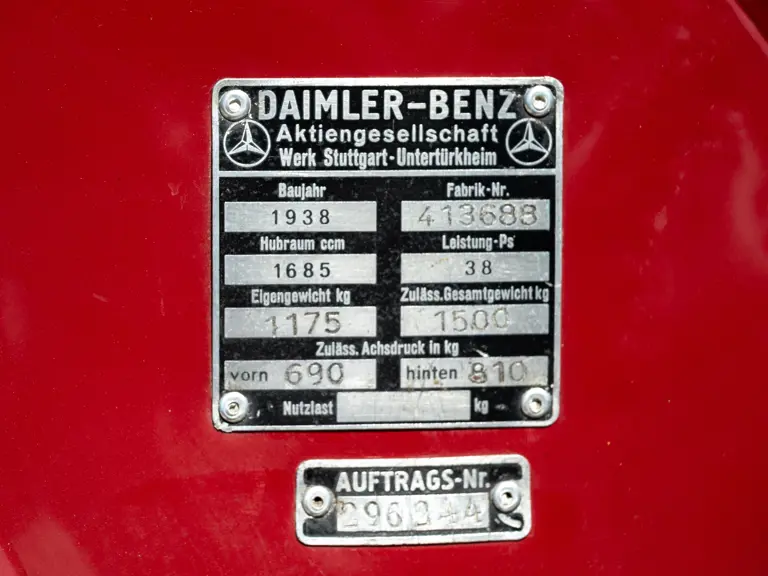 DAIMLER-BENZ
Aktiengesellschaft
Werk Stuttgart-Untertürkheim
Baujahr Fabrik-Nr.
1938 413688
Hubraum ccm Leistung-Ps
1685 38
Eigengewicht kg Zuläss.Gesamtgewicht kg
1175 1500
Zuläss. Achsdruck in kg
vorn 690 hinten 810
Nutzlast kg
AUFTRAGS-Nr.